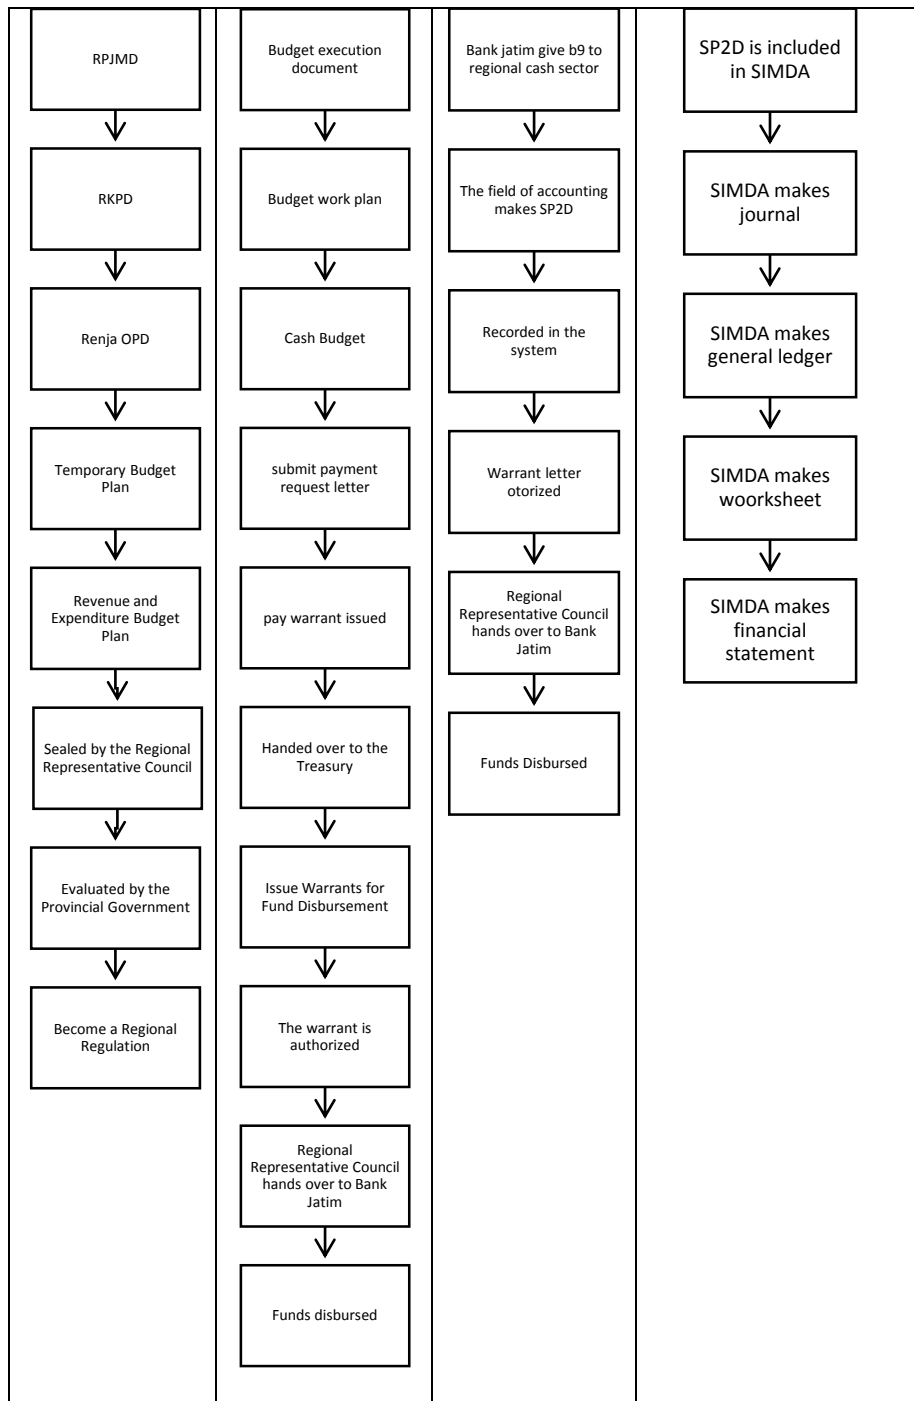 RPJMD
RKPD
Renja OPD
Temporary Budget
Plan
Revenue and
Expenditure Budget
Plan
Sealed by the Regional
Representative Council
Evaluated by the
Provincial Government
Become a Regional
Regulation
Budget execution
document
Budget work plan
Cash Budget
submit payment
request letter
pay warrant issued
Handed over to the
Treasury
Issue Warrants for
Fund Disbursement
The warrant is
authorized
Regional
Representative Council
hands over to Bank
Jatim
Funds disbursed
Bank jatim give b9 to
regional cash sector
The field of accounting
makes SP2D
Recorded in the
system
Warrant letter
otorized
Regional
Representative Council
hands over to Bank
Jatim
Funds Disbursed
SP2D is included
in SIMDA
SIMDA makes
journal
SIMDA makes
general ledger
SIMDA makes
woorksheet
SIMDA makes
financial
statement